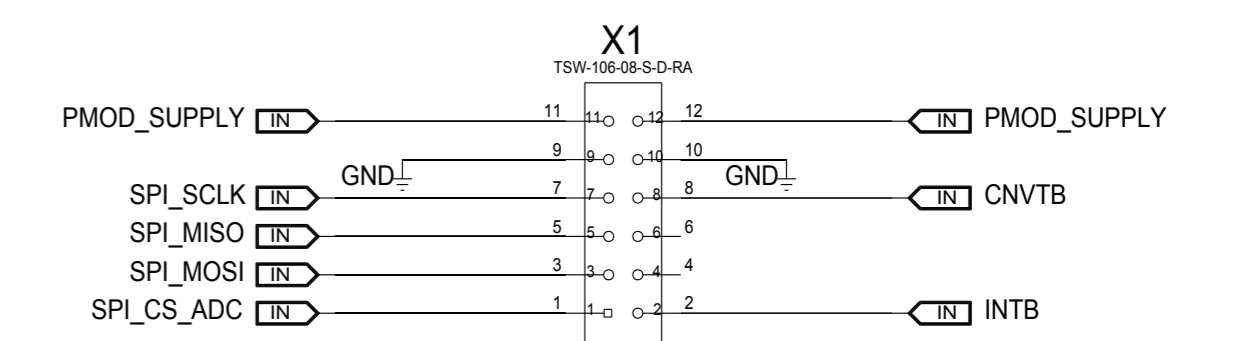 X1
TSW-106-08-S-D-RA
PMOD_SUPPLY IN 11 11 12 12 IN PMOD_SUPPLY
GND 9 9 10 10 GND
SPI_SCLK IN 7 7 8 8 IN CNVTB
SPI_MISO IN 5 5 6 6
SPI_MOSI IN 3 3 4 4
SPI_CS_ADC IN 1 1 2 2 IN INTB